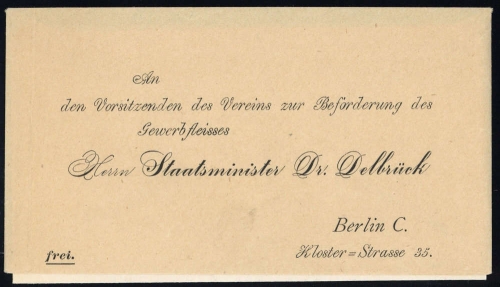 An
den Vorsitzenden des Vereins zur Beförderung des
Gewerbfleisses
Herrn Staatsminister Dr. Delbrück
Berlin C.
Kloster=Strasse 35.
frei.